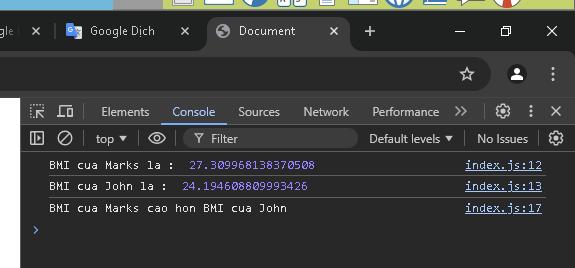 Google Dịch
Document
Elements Console Sources Network Performance
top Filter Default levels No Issues
BMI cua Marks la : 27.309968138370508 index.js:12
BMI cua John la : 24.194608809993426 index.js:13
BMI cua Marks cao hon BMI cua John index.js:17